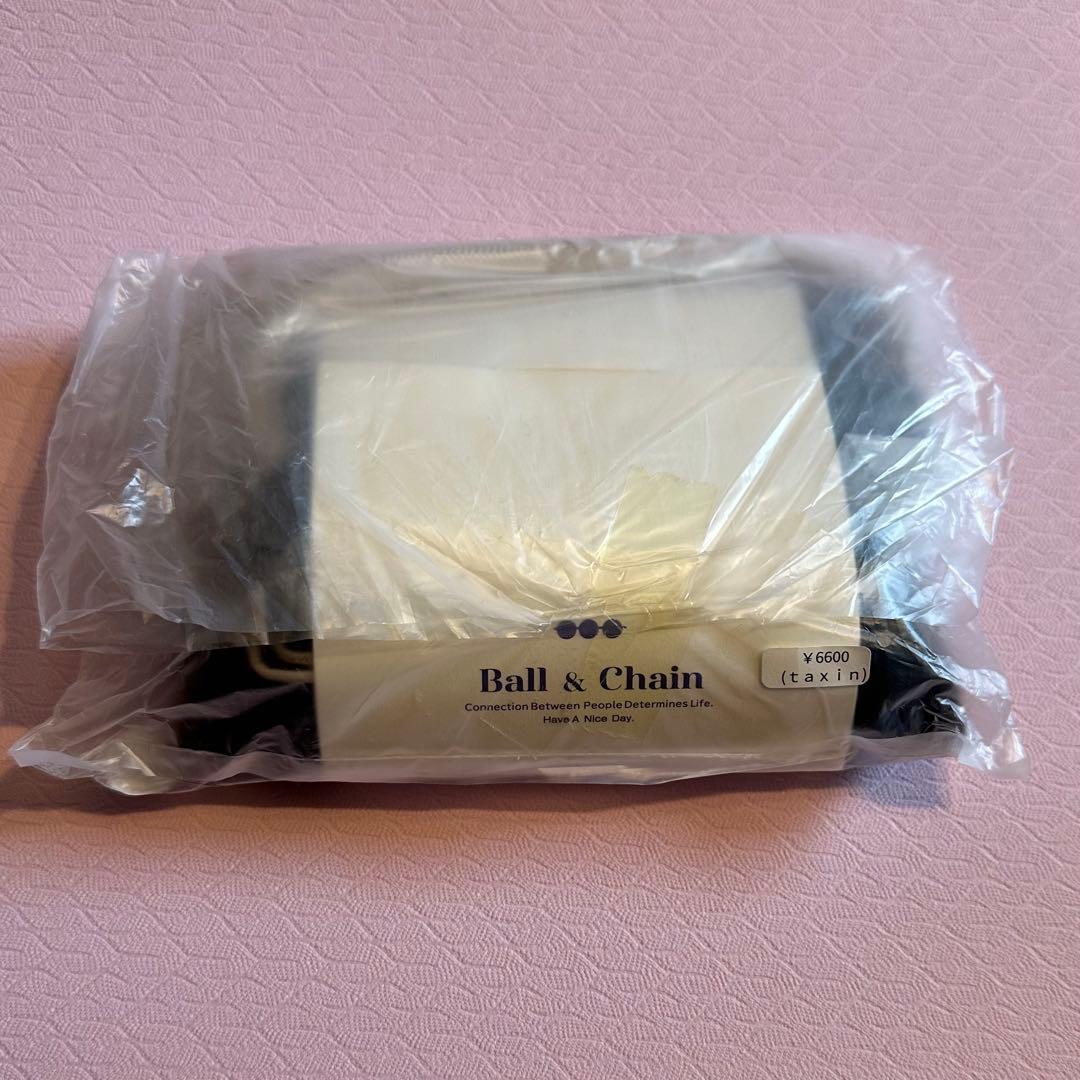 Ball & Chain
Connection Between People Determines Life.
Have A Nice Day.
￥6600
(taxin)